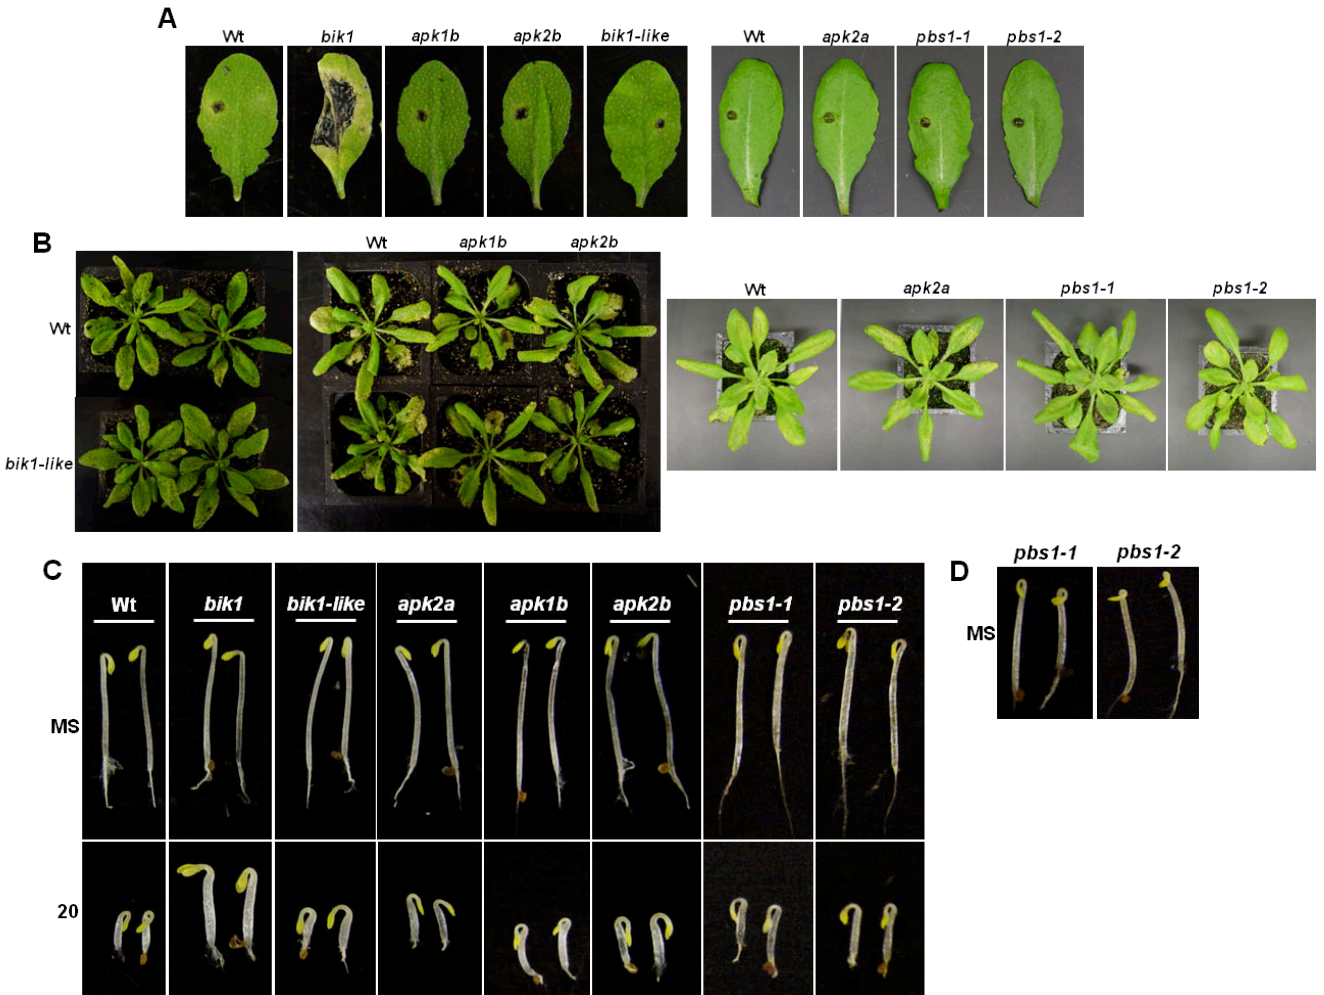 A
Wt bik1 apk1b apk2b bik1-like Wt apk2a pbs1-1 pbs1-2
B
Wt apk1b apk2b
Wt apk2a pbs1-1 pbs1-2
Wt
bik1-like
C
Wt bik1 bik1-like apk2a apk1b apk2b pbs1-1 pbs1-2
MS
20
D
pbs1-1 pbs1-2
MS